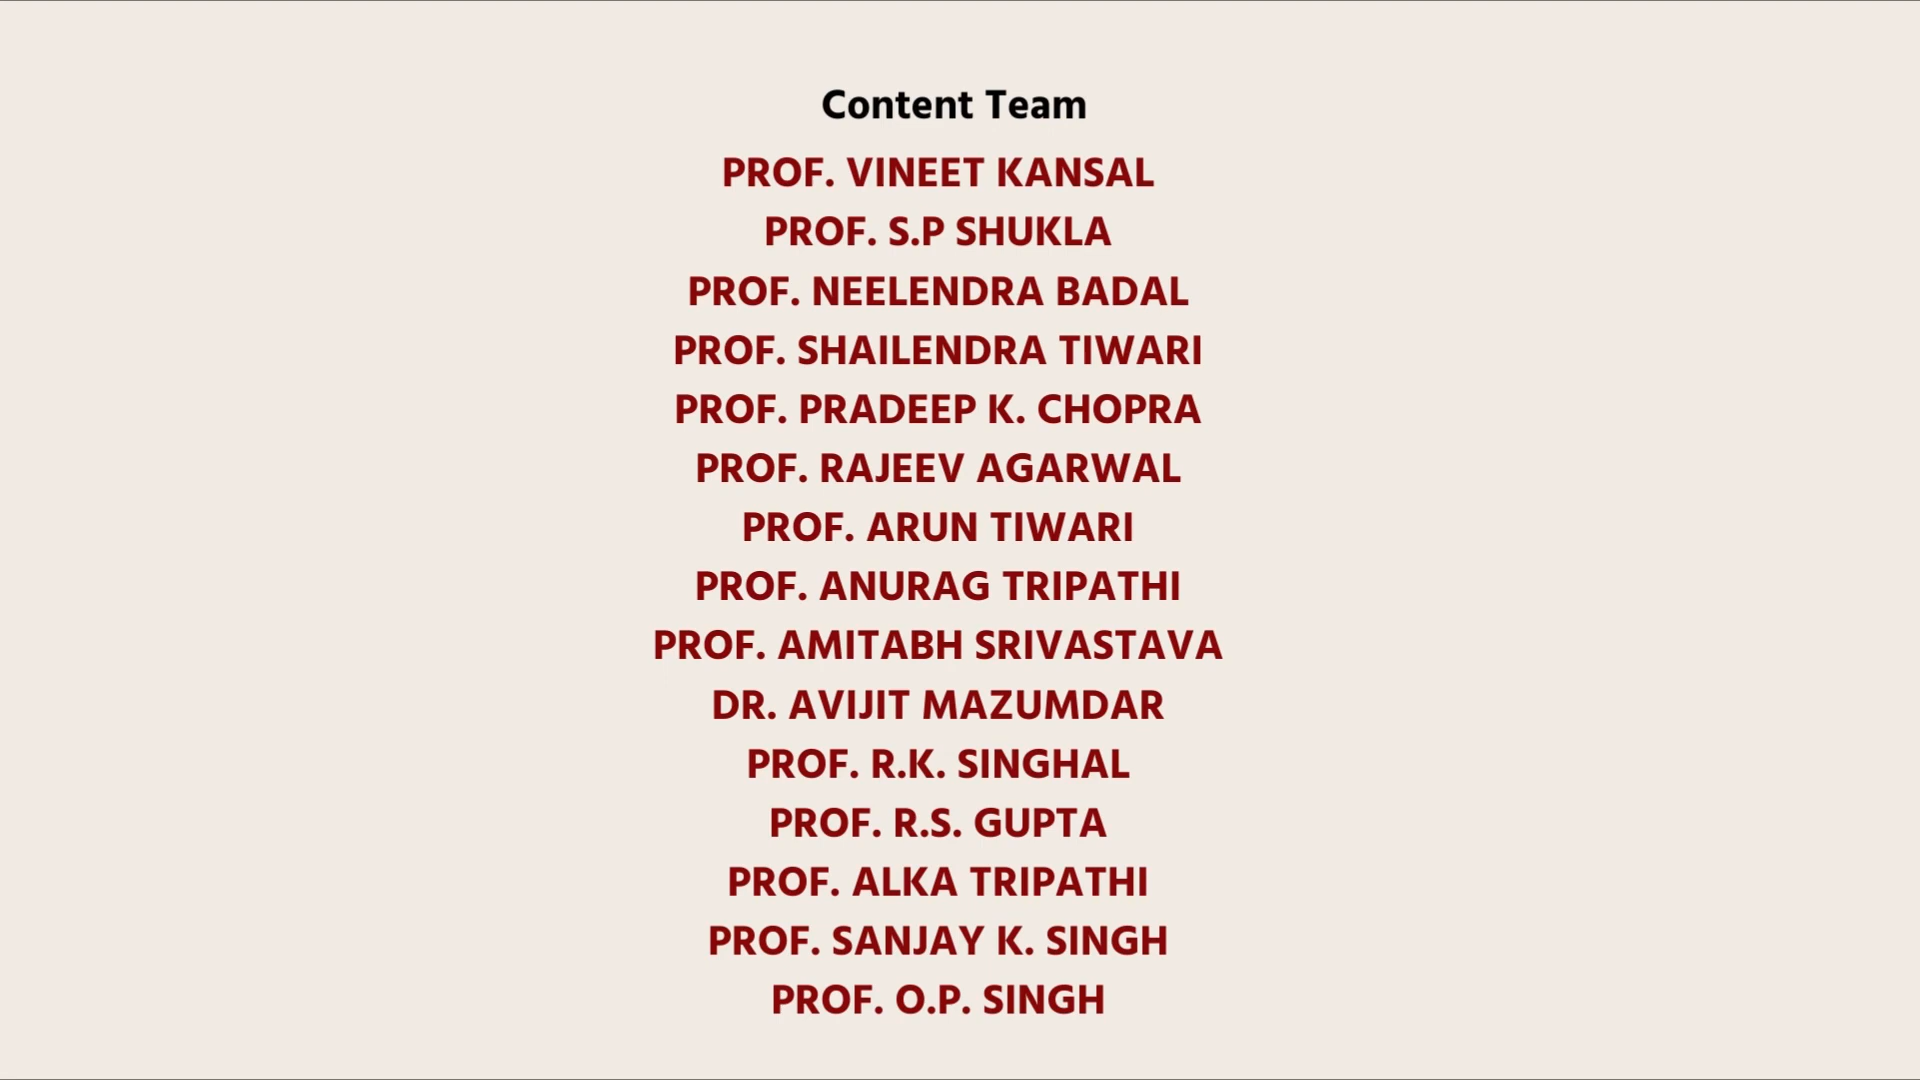 Content Team
PROF. VINEET KANSAL
PROF. S.P SHUKLA
PROF. NEELENDRA BADAL
PROF. SHAILENDRA TIWARI
PROF. PRADEEP K. CHOPRA
PROF. RAJEEV AGARWAL
PROF. ARUN TIWARI
PROF. ANURAG TRIPATHI
PROF. AMITABH SRIVASTAVA
DR. AVIJIT MAZUMDAR
PROF. R.K. SINGHAL
PROF. R.S. GUPTA
PROF. ALKA TRIPATHI
PROF. SANJAY K. SINGH
PROF. O.P. SINGH